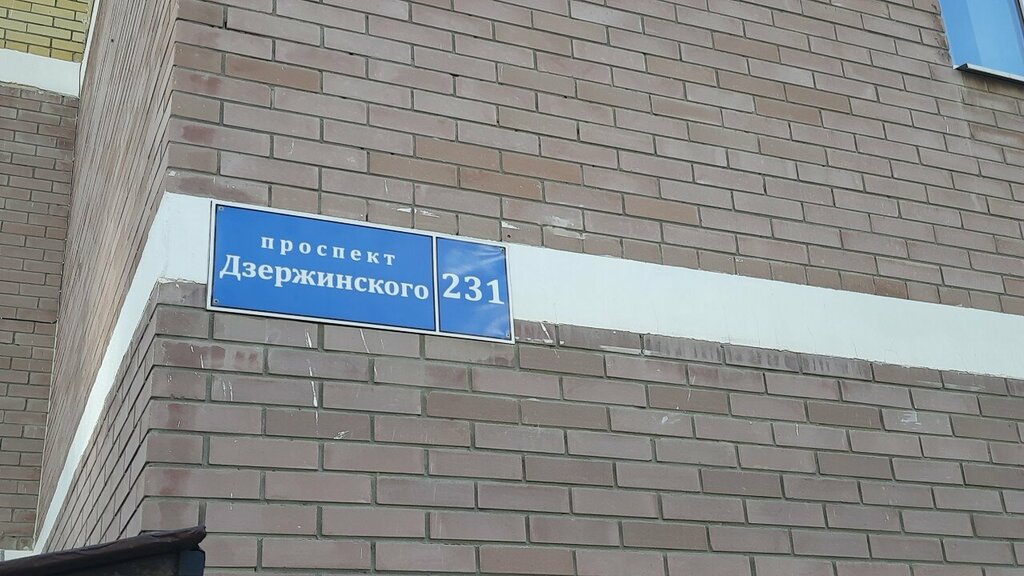 проспект
Дзержинского
231